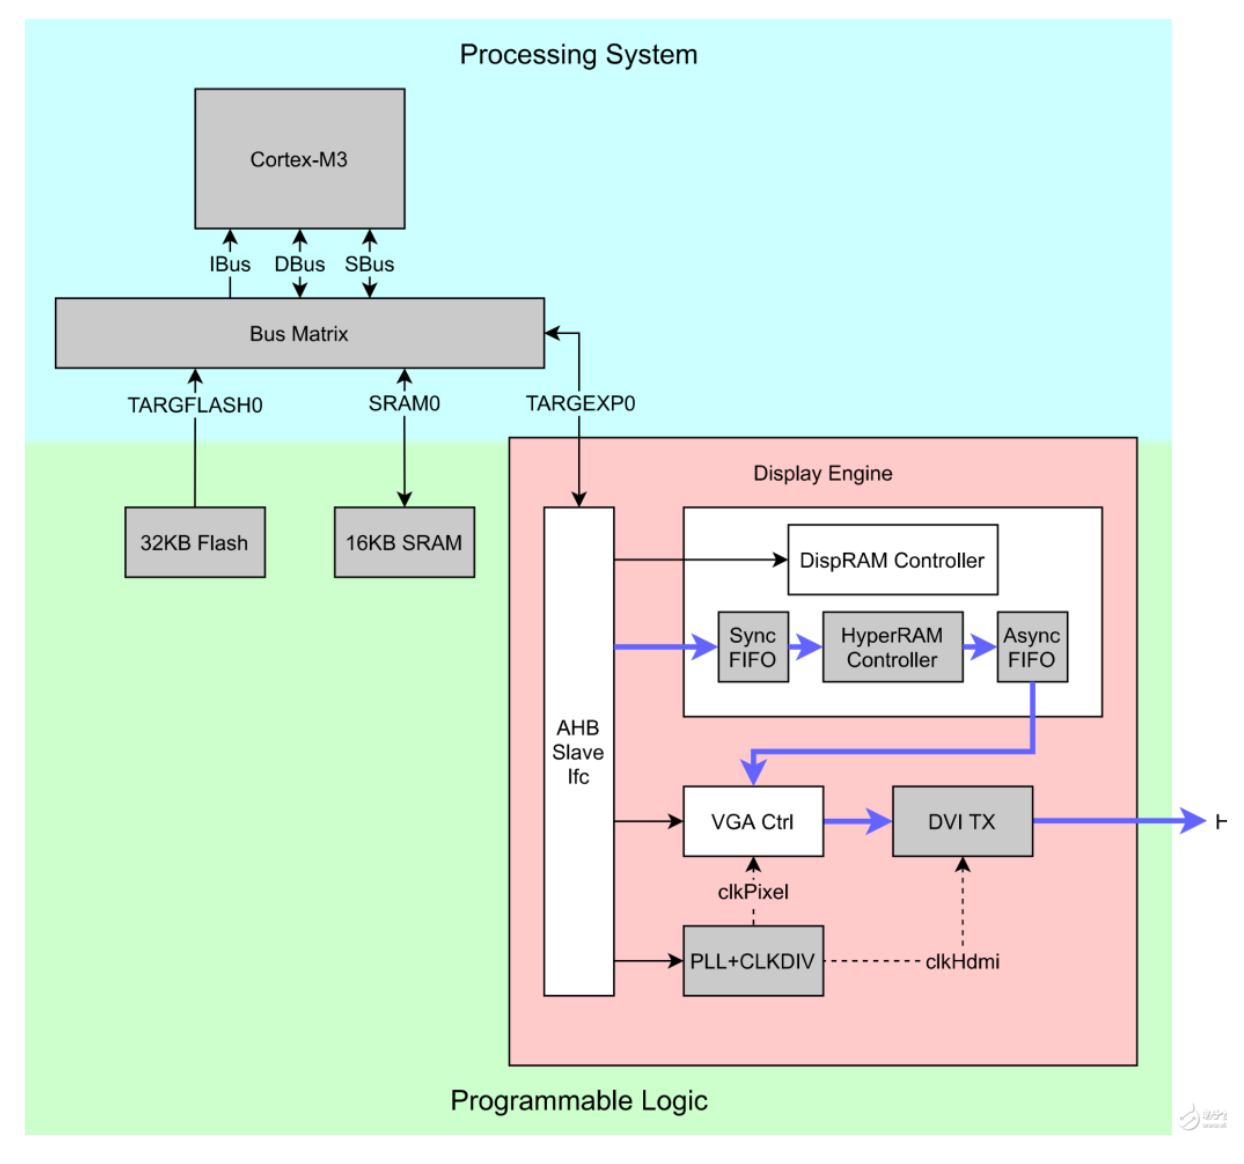 Processing System
Cortex-M3
IBus
DBus
SBus
Bus Matrix
TARGFLASH0
SRAM0
TARGEXP0
Display Engine
32KB Flash
16KB SRAM
DispRAM Controller
Sync
FIFO
HyperRAM
Controller
Async
FIFO
AHB
Slave
Ifc
VGA Ctrl
DVI TX
clkPixel
PLL+CLKDIV
clkHdmi
Programmable Logic